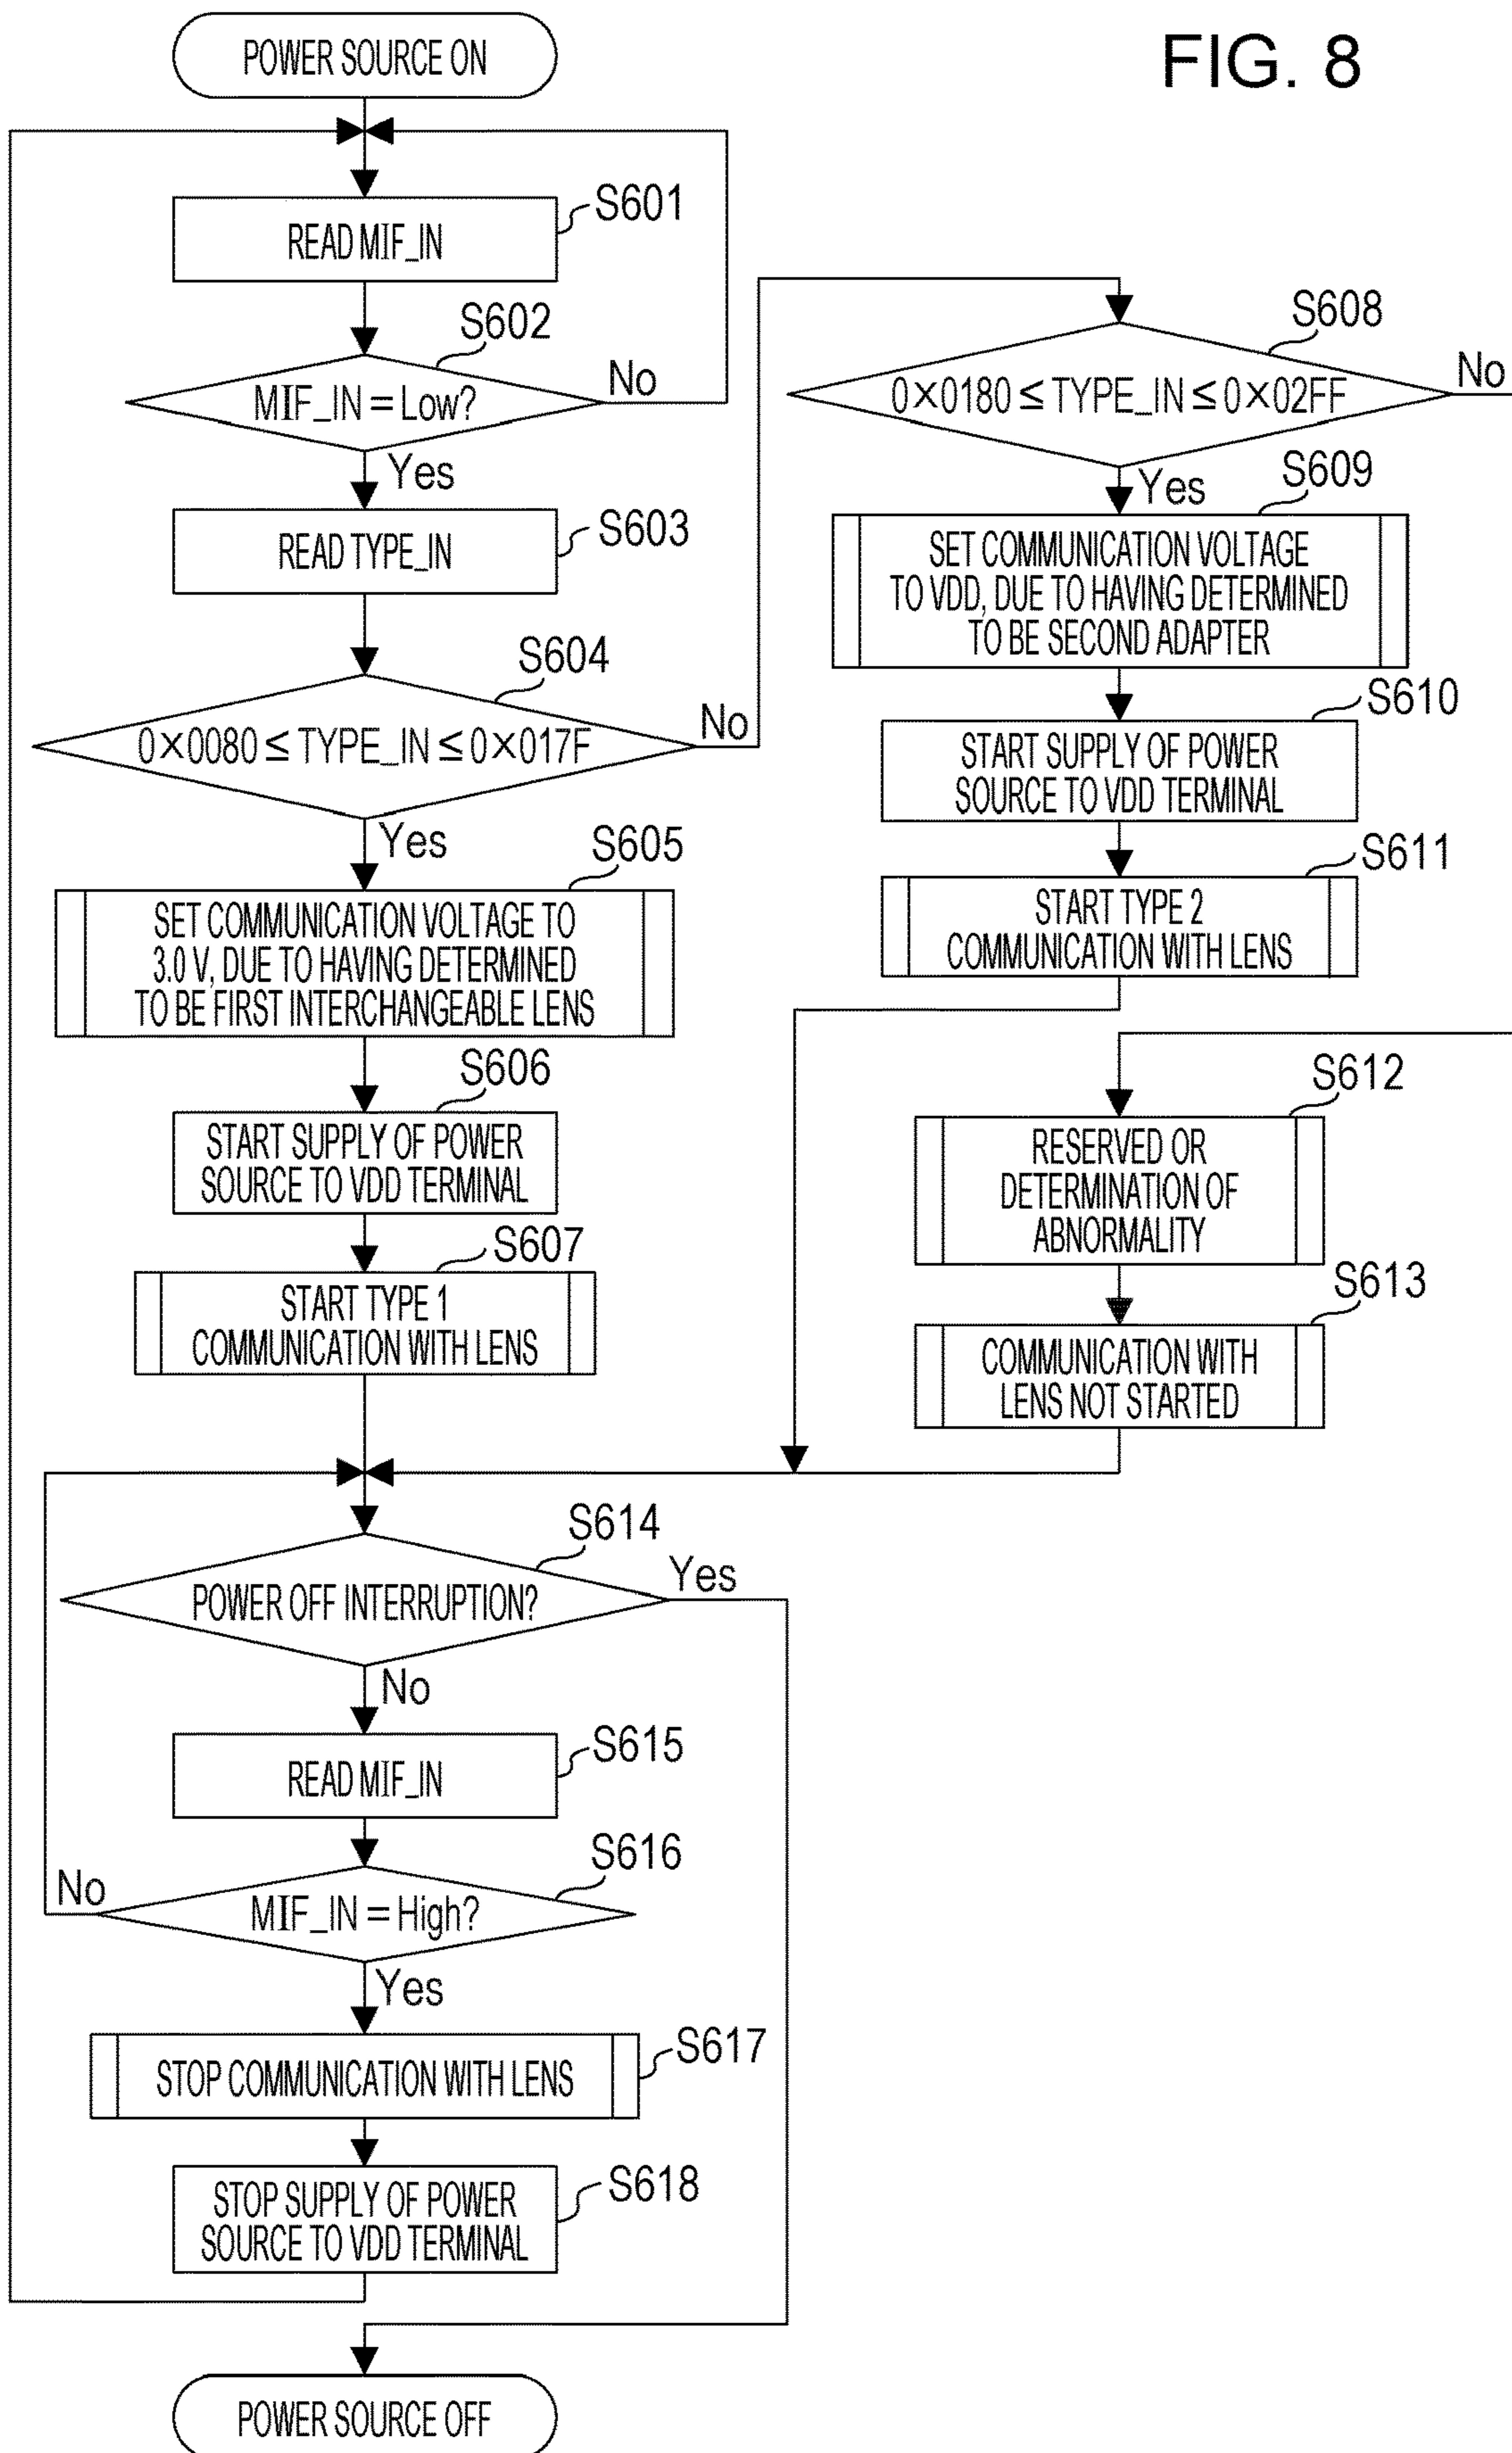 FIG. 8
POWER SOURCE ON
S601
READ MIF_IN
S602
MIF_IN = Low?
No
Yes
S603
READ TYPE_IN
S604
0×0080 ≤ TYPE_IN ≤ 0×017F
No
Yes
S605
SET COMMUNICATION VOLTAGE TO
3.0 V, DUE TO HAVING DETERMINED
TO BE FIRST INTERCHANGEABLE LENS
S606
START SUPPLY OF POWER
SOURCE TO VDD TERMINAL
S607
START TYPE 1
COMMUNICATION WITH LENS
S608
0×0180 ≤ TYPE_IN ≤ 0×02FF
No
Yes
S609
SET COMMUNICATION VOLTAGE
TO VDD, DUE TO HAVING DETERMINED
TO BE SECOND ADAPTER
S610
START SUPPLY OF POWER
SOURCE TO VDD TERMINAL
S611
START TYPE 2
COMMUNICATION WITH LENS
S612
RESERVED OR
DETERMINATION OF
ABNORMALITY
S613
COMMUNICATION WITH
LENS NOT STARTED
S614
POWER OFF INTERRUPTION?
Yes
No
S615
READ MIF_IN
S616
MIF_IN = High?
No
Yes
S617
STOP COMMUNICATION WITH LENS
S618
STOP SUPPLY OF POWER
SOURCE TO VDD TERMINAL
POWER SOURCE OFF